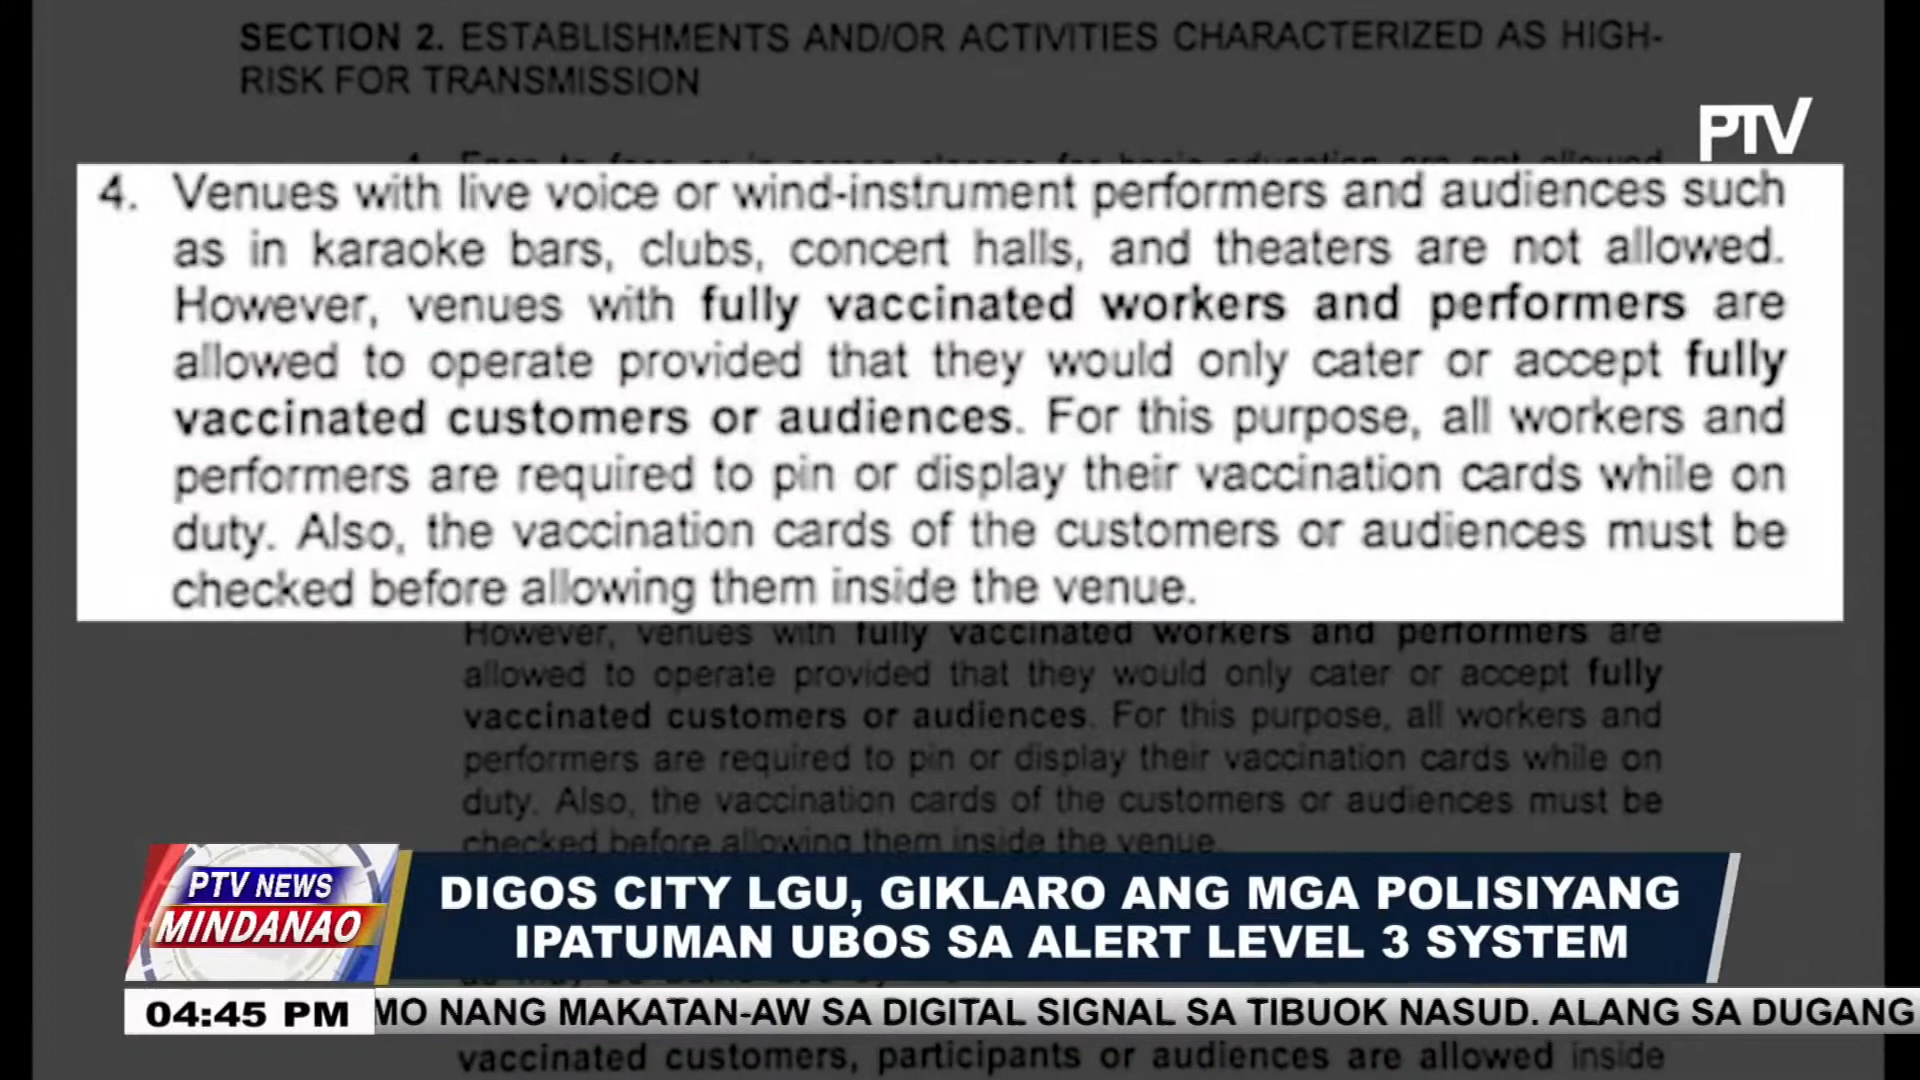 SECTION 2. ESTABLISHMENTS AND/OR ACTIVITIES CHARACTERIZED AS HIGH-
RISK FOR TRANSMISSION
PTV
4. Venues with live voice or wind-instrument performers and audiences such
as in karaoke bars, clubs, concert halls, and theaters are not allowed.
However, venues with fully vaccinated workers and performers are
allowed to operate provided that they would only cater or accept fully
vaccinated customers or audiences. For this purpose, all workers and
performers are required to pin or display their vaccination cards while on
duty. Also, the vaccination cards of the customers or audiences must be
checked before allowing them inside the venue.
However, venues with fully vaccinated workers and performers are
allowed to operate provided that they would only cater or accept fully
vaccinated customers or audiences. For this purpose, all workers and
performers are required to pin or display their vaccination cards while on
duty. Also, the vaccination cards of the customers or audiences must be
checked before allowing them inside the venue.
PTV NEWS
MINDANAO
DIGOS CITY LGU, GIKLARO ANG MGA POLISIYANG
IPATUMAN UBOS SA ALERT LEVEL 3 SYSTEM
04:45 PM
MO NANG MAKATAN-AW SA DIGITAL SIGNAL SA TIBUOK NASUD. ALANG SA DUGANG
vaccinated customers, participants or audiences are allowed inside